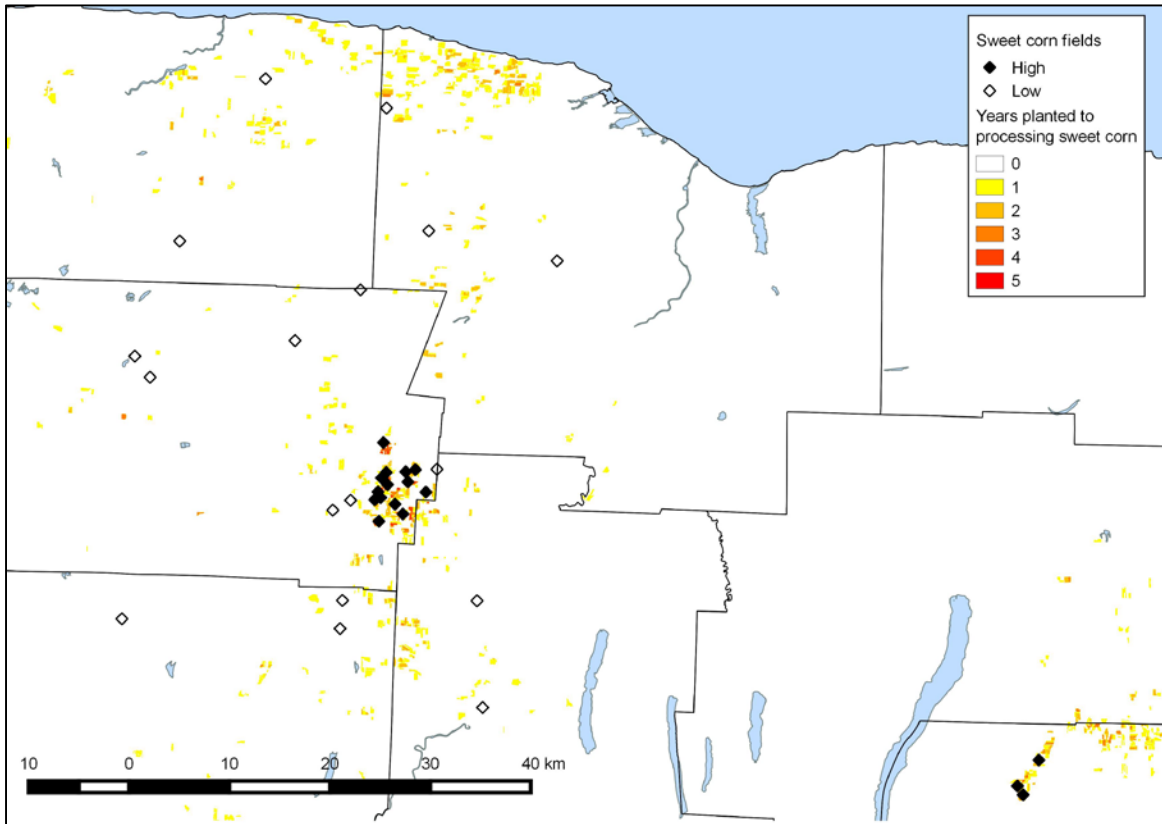 Sweet corn fields
High
Low
Years planted to
processing sweet corn
0
1
2
3
4
5
10 0 10 20 30 40 km